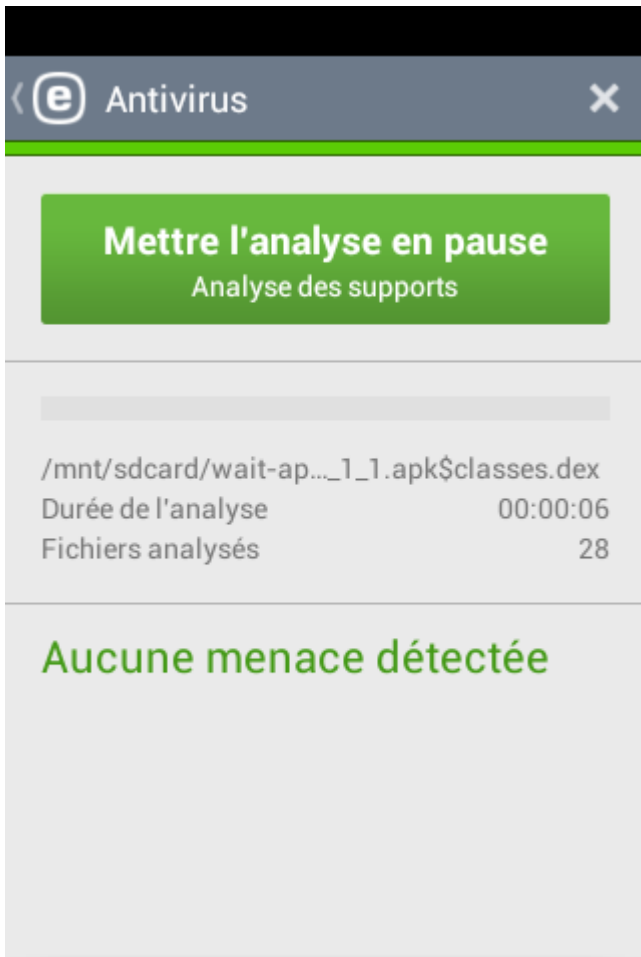 e Antivirus
Mettre l'analyse en pause
Analyse des supports
/mnt/sdcard/wait-ap..._1_1.apk$classes.dex
Durée de l'analyse 00:00:06
Fichiers analysés 28
Aucune menace détectée